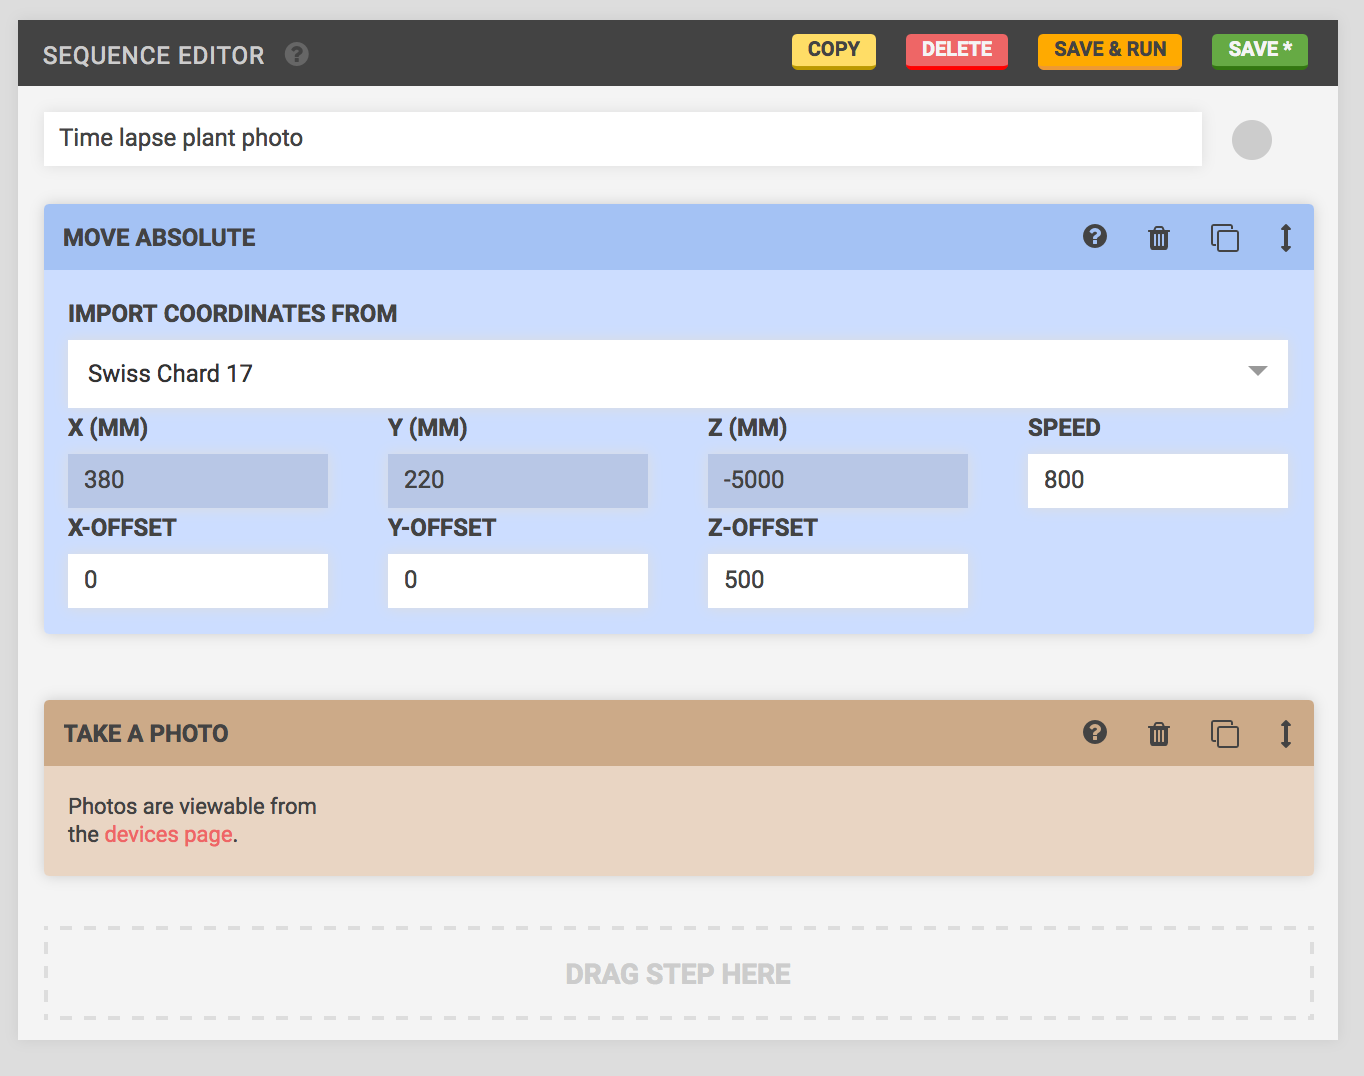 SEQUENCE EDITOR ?
COPY DELETE SAVE & RUN SAVE *
Time lapse plant photo
MOVE ABSOLUTE ?
IMPORT COORDINATES FROM
Swiss Chard 17
X (MM) Y (MM) Z (MM) SPEED
380 220 -5000 800
X-OFFSET Y-OFFSET Z-OFFSET
0 0 500
TAKE A PHOTO ?
Photos are viewable from
the devices page.
DRAG STEP HERE